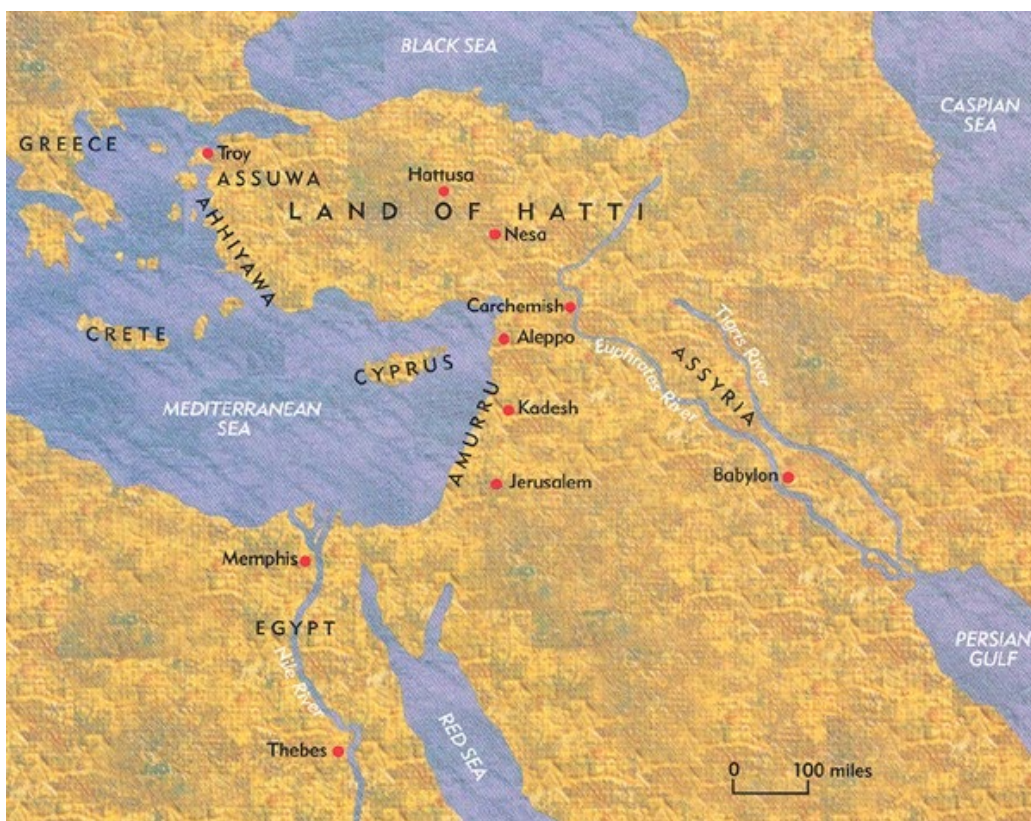 BLACK SEA
CASPIAN
SEA
GREECE
Troy
ASSUWA
Hattusa
LAND OF HATTI
AHHIYAWA
Nesa
Carchemish
Tigris River
CRETE
Aleppo
CYPRUS
Euphrates River
ASSYRIA
MEDITERRANEAN
SEA
AMURRU
Kadesh
Jerusalem
Babylon
Memphis
EGYPT
Nile River
PERSIAN
GULF
RED SEA
Thebes
0 100 miles